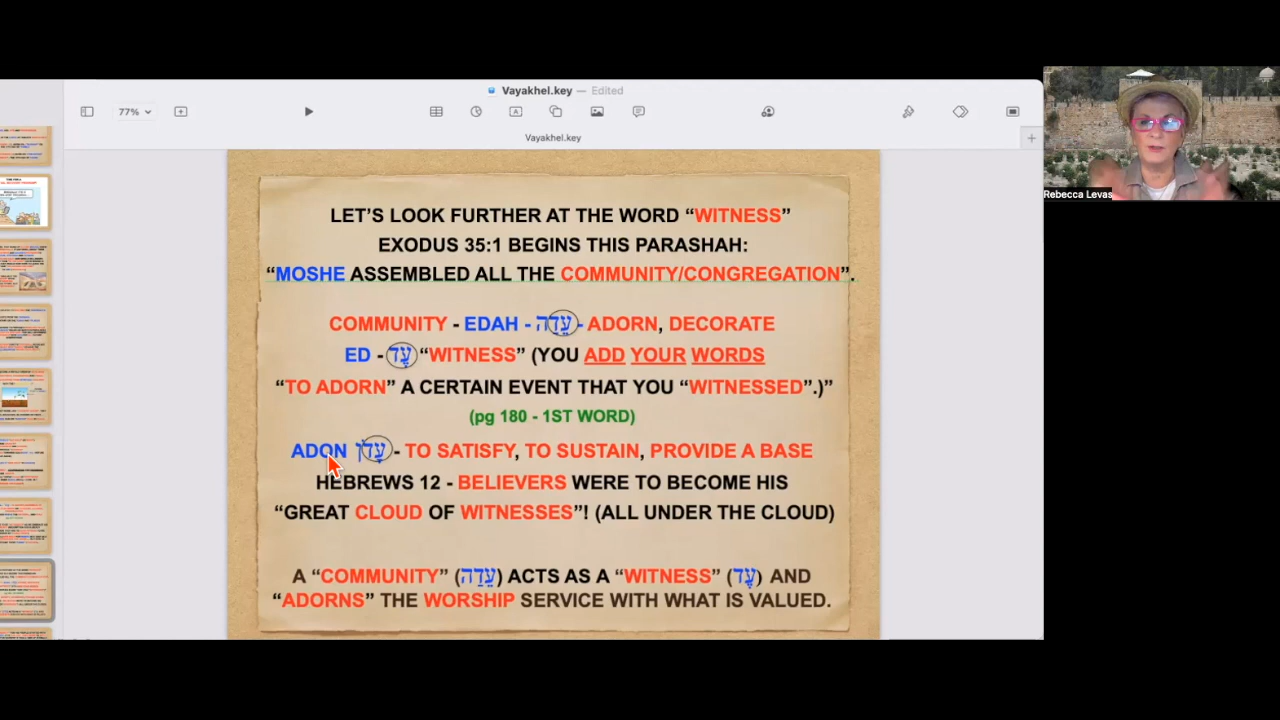 Vayakhel.key — Edited
77%
Vayakhel.key
Rebecca Levas
LET’S LOOK FURTHER AT THE WORD “WITNESS”
EXODUS 35:1 BEGINS THIS PARASHAH:
“MOSHE ASSEMBLED ALL THE COMMUNITY/CONGREGATION”.
COMMUNITY - EDAH - עֵדָה - ADORN, DECORATE
ED - עֵד “WITNESS” (YOU ADD YOUR WORDS
“TO ADORN” A CERTAIN EVENT THAT YOU “WITNESSED”.)”
(pg 180 - 1ST WORD)
ADON עָדֹן - TO SATISFY, TO SUSTAIN, PROVIDE A BASE
HEBREWS 12 - BELIEVERS WERE TO BECOME HIS
“GREAT CLOUD OF WITNESSES”! (ALL UNDER THE CLOUD)
A “COMMUNITY” (עֵדָה) ACTS AS A “WITNESS” (עֵד) AND
“ADORNS” THE WORSHIP SERVICE WITH WHAT IS VALUED.